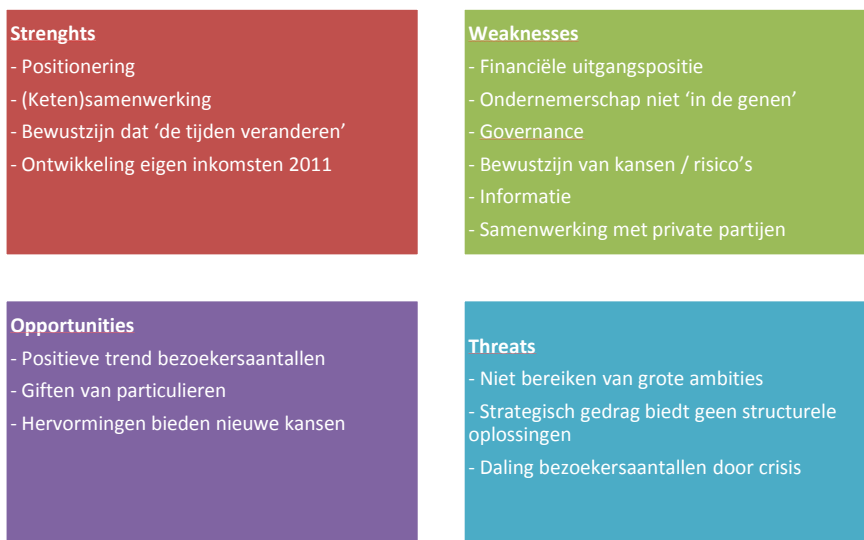 Strenghts
- Positionering
- (Keten)samenwerking
- Bewustzijn dat ‘de tijden veranderen’
- Ontwikkeling eigen inkomsten 2011
Weaknesses
- Financiële uitgangspositie
- Ondernemerschap niet ‘in de genen’
- Governance
- Bewustzijn van kansen / risico’s
- Informatie
- Samenwerking met private partijen
Opportunities
- Positieve trend bezoekersaantallen
- Giften van particulieren
- Hervormingen bieden nieuwe kansen
Threats
- Niet bereiken van grote ambities
- Strategisch gedrag biedt geen structurele
oplossingen
- Daling bezoekersaantallen door crisis